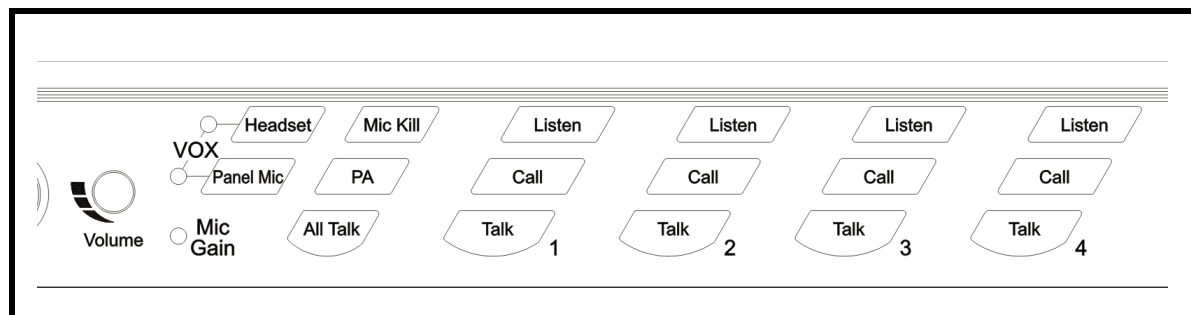 Headset Mic Kill Listen Listen Listen Listen
VOX
Panel Mic PA Call Call Call Call
Volume Mic Gain All Talk Talk 1 Talk 2 Talk 3 Talk 4